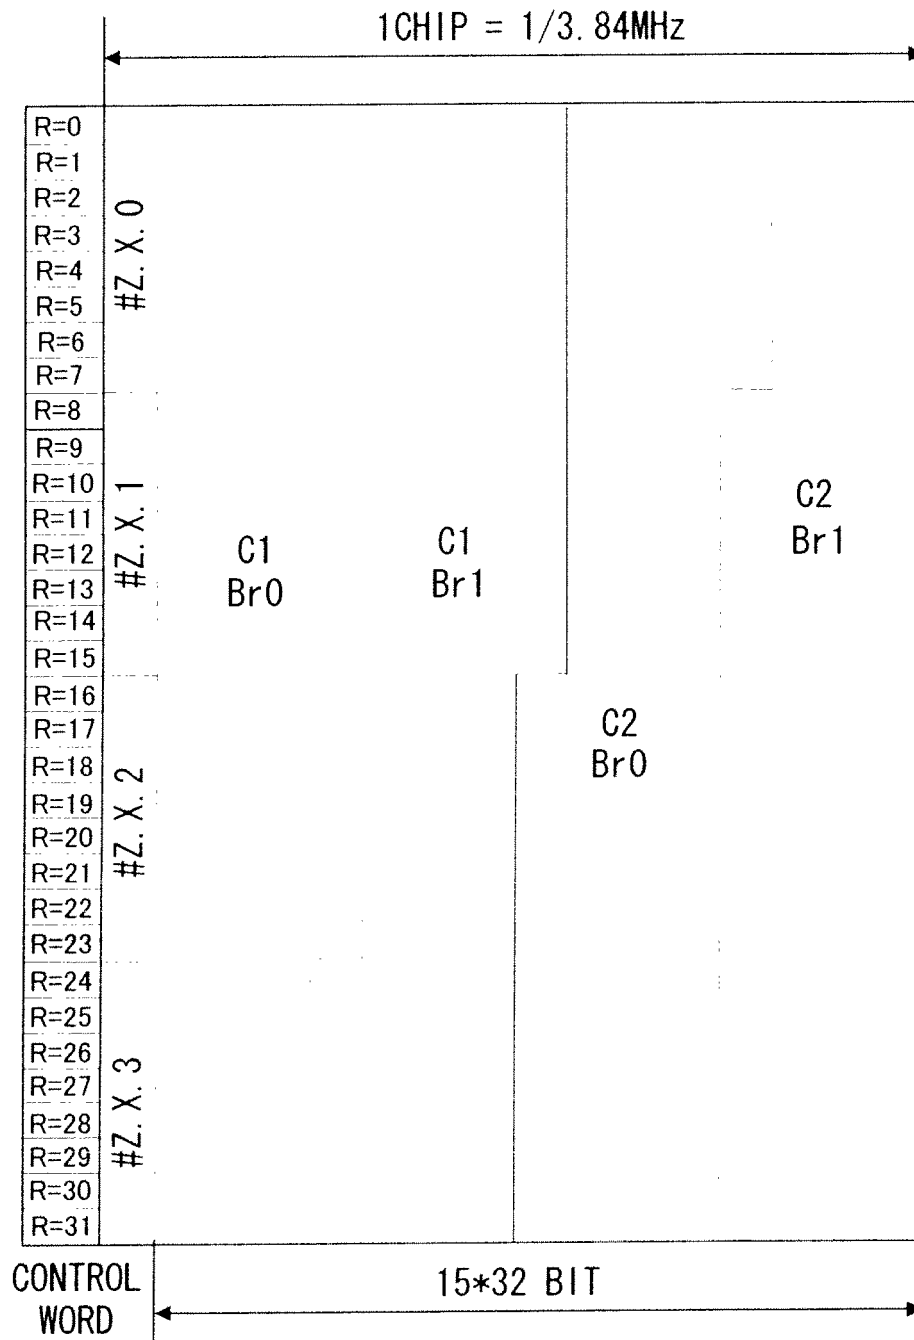 1CHIP = 1/3.84MHz
R=0
R=1
R=2
R=3
R=4
R=5
R=6
R=7
R=8
R=9
R=10
R=11
R=12
R=13
R=14
R=15
R=16
R=17
R=18
R=19
R=20
R=21
R=22
R=23
R=24
R=25
R=26
R=27
R=28
R=29
R=30
R=31
#Z.X.0
#Z.X.1
#Z.X.2
#Z.X.3
C1
Br0
C1
Br1
C2
Br0
C2
Br1
CONTROL
WORD
15*32 BIT